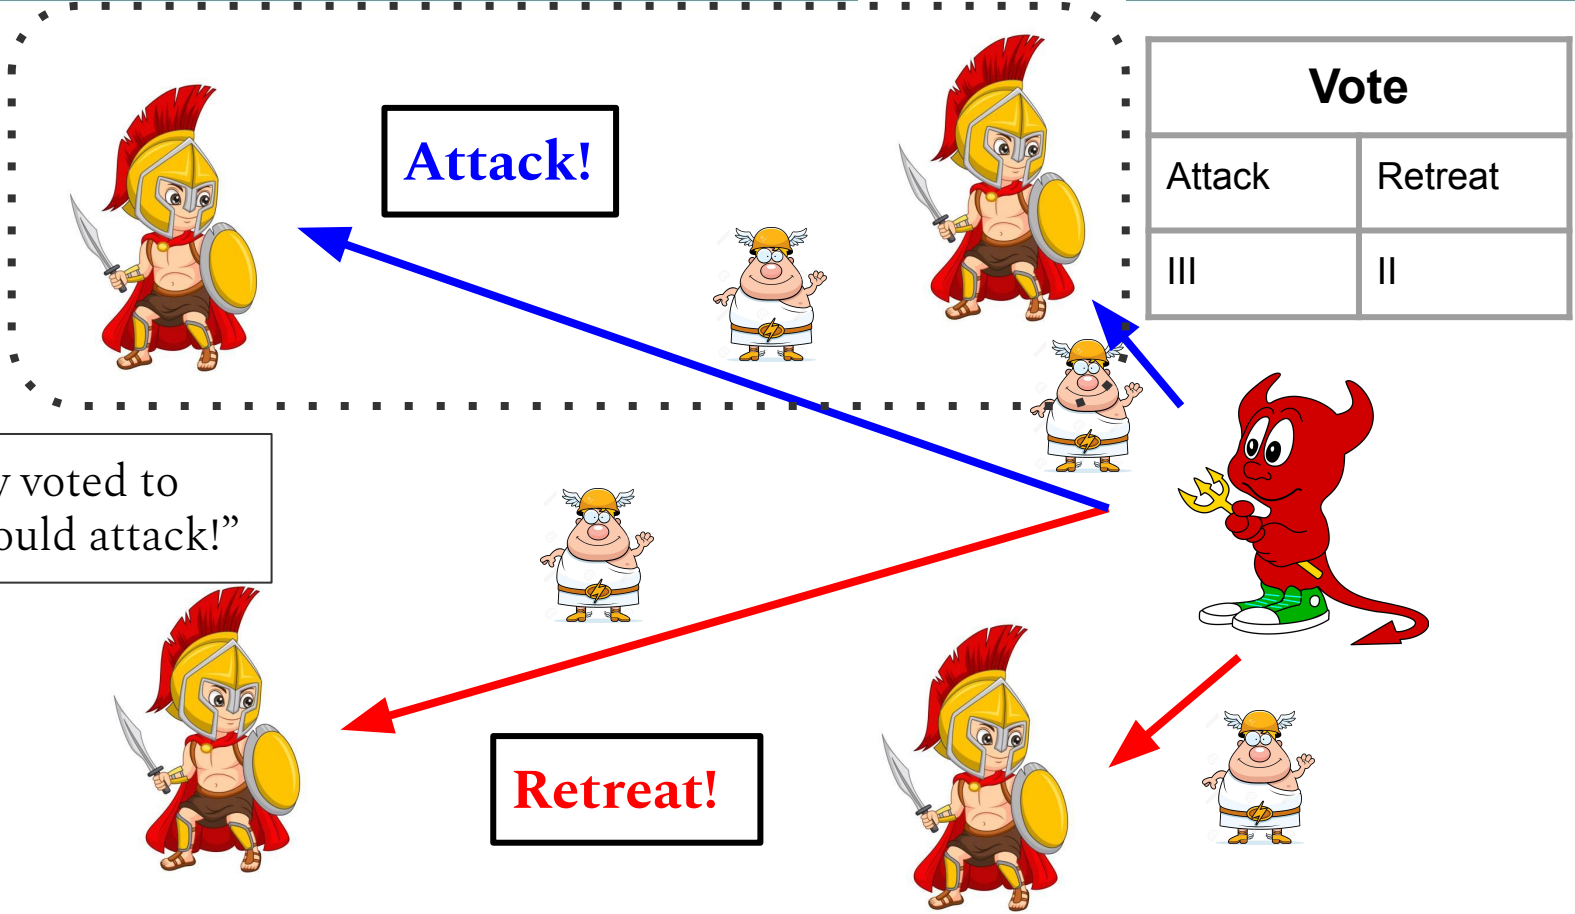 Vote
Attack Retreat
III II
Attack!
voted to
ould attack!”
Retreat!